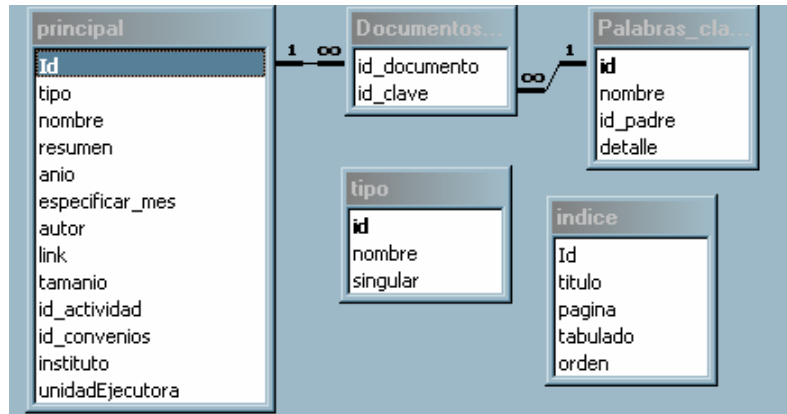 principal
Id
tipo
nombre
resumen
anio
especificar_mes
autor
link
tamanio
id_actividad
id_convenios
instituto
unidadEjecutora
1 ∞
Documentos...
id_documento
id_clave
∞ 1
Palabras_cla...
id
nombre
id_padre
detalle
tipo
id
nombre
singular
indice
Id
titulo
pagina
tabulado
orden